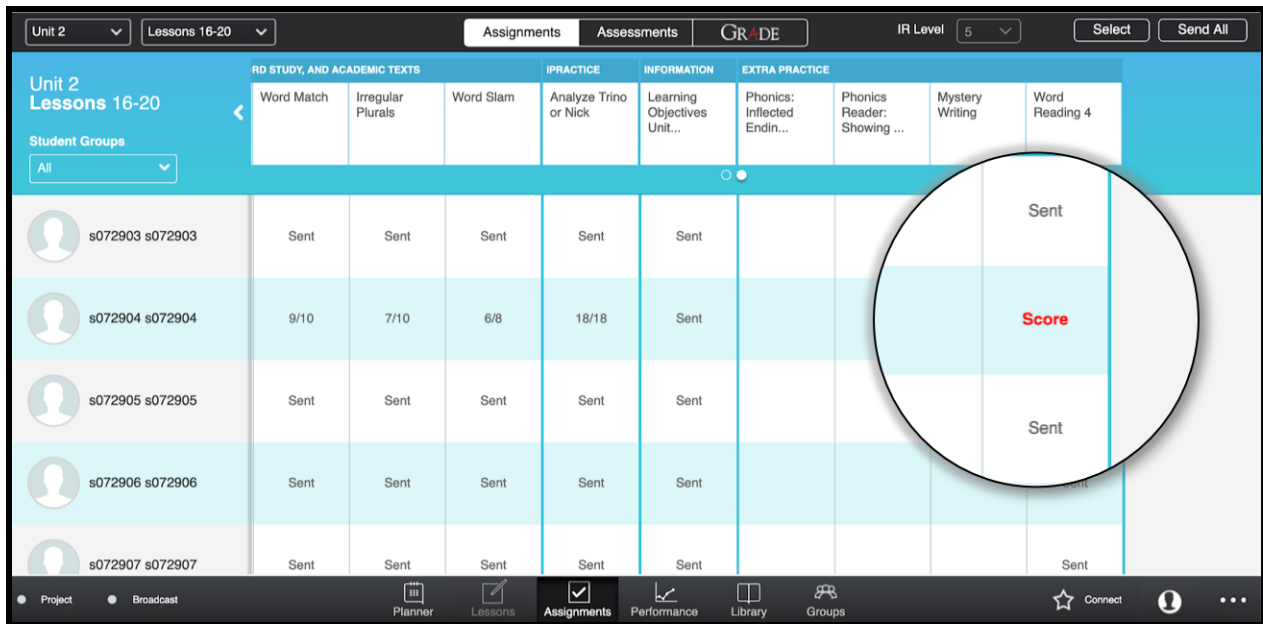 Unit 2
Lessons 16-20
Assignments
Assessments
GRADE
IR Level
5
Select
Send All
Unit 2
Lessons 16-20
Student Groups
All
RD STUDY, AND ACADEMIC TEXTS
IPRACTICE
INFORMATION
EXTRA PRACTICE
Word Match
Irregular
Plurals
Word Slam
Analyze Trino
or Nick
Learning
Objectives
Unit...
Phonics:
Inflected
Endin...
Phonics
Reader:
Showing ...
Mystery
Writing
Word
Reading 4
s072903 s072903
Sent
Sent
Sent
Sent
Sent
Sent
s072904 s072904
9/10
7/10
6/8
18/18
Sent
Score
s072905 s072905
Sent
Sent
Sent
Sent
Sent
Sent
s072906 s072906
Sent
Sent
Sent
Sent
Sent
Sent
s072907 s072907
Sent
Sent
Sent
Sent
Sent
Sent
Project
Broadcast
Planner
Lessons
Assignments
Performance
Library
Groups
Connect